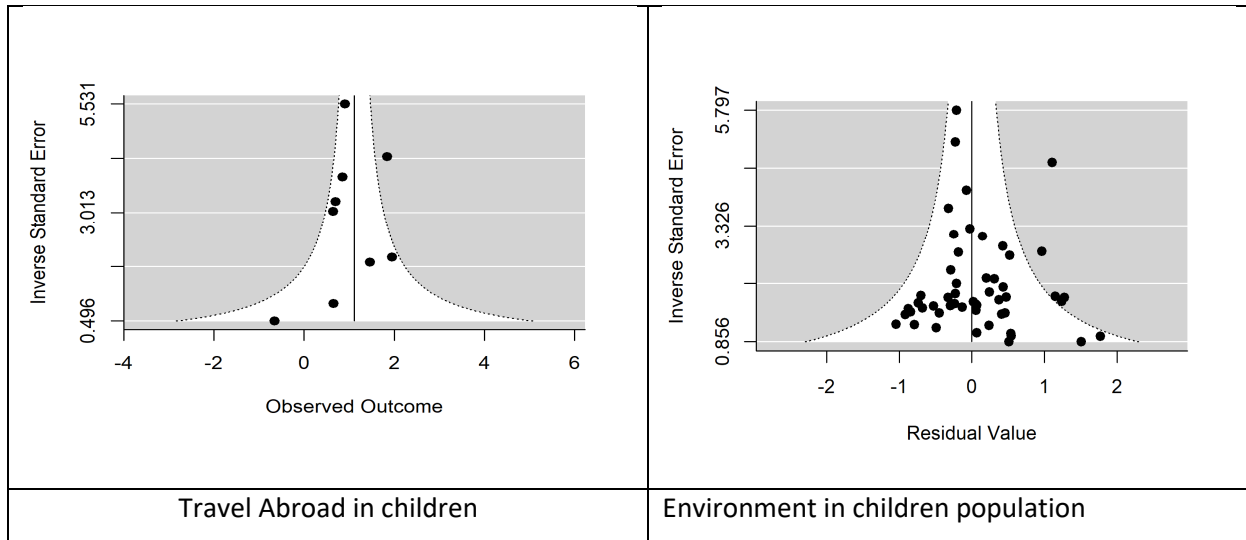 5.531
3.013
0.496
Inverse Standard Error
-4 -2 0 2 4 6
Observed Outcome
5.797
3.326
0.856
Inverse Standard Error
-2 -1 0 1 2
Residual Value
Travel Abroad in children
Environment in children population